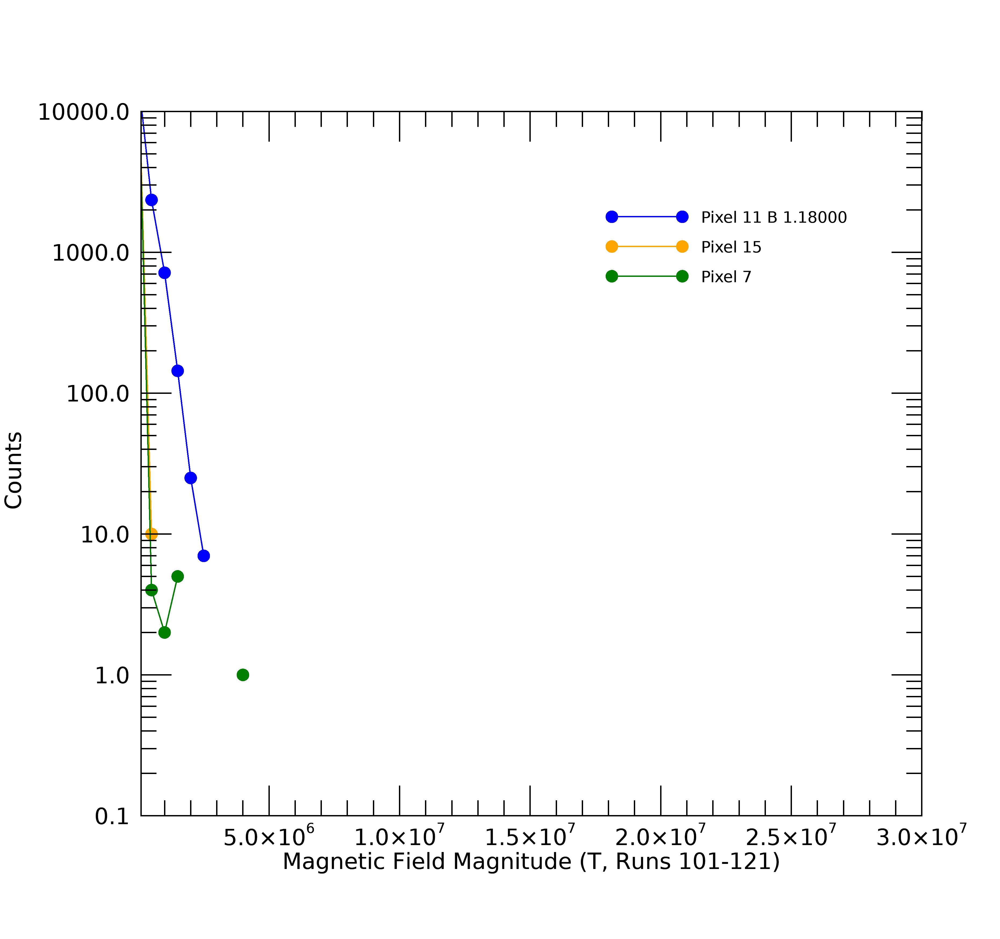 10000.0
1000.0
100.0
10.0
1.0
0.1
Counts
Pixel 11 B 1.18000
Pixel 15
Pixel 7
5.0×10⁶ 1.0×10⁷ 1.5×10⁷ 2.0×10⁷ 2.5×10⁷ 3.0×10⁷
Magnetic Field Magnitude (T, Runs 101-121)